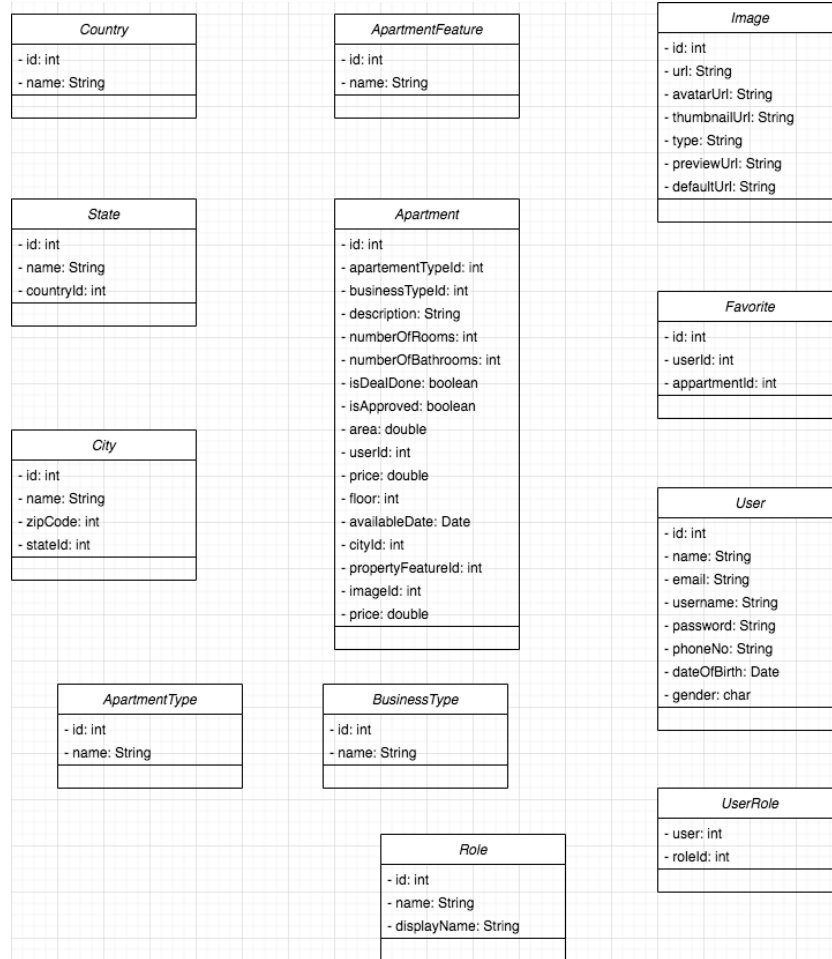 Country
- id: int
- name: String
ApartmentFeature
- id: int
- name: String
Image
- id: int
- url: String
- avatarUrl: String
- thumbnailUrl: String
- type: String
- previewUrl: String
- defaultUrl: String
State
- id: int
- name: String
- countryId: int
Apartment
- id: int
- apartementTypeId: int
- businessTypeId: int
- description: String
- numberOfRooms: int
- numberOfBathrooms: int
- isDealDone: boolean
- isApproved: boolean
- area: double
- userId: int
- price: double
- floor: int
- availableDate: Date
- cityId: int
- propertyFeatureId: int
- imageId: int
- price: double
Favorite
- id: int
- userId: int
- appartmentId: int
City
- id: int
- name: String
- zipCode: int
- stateId: int
User
- id: int
- name: String
- email: String
- username: String
- password: String
- phoneNo: String
- dateOfBirth: Date
- gender: char
ApartmentType
- id: int
- name: String
BusinessType
- id: int
- name: String
UserRole
- user: int
- roleId: int
Role
- id: int
- name: String
- displayName: String